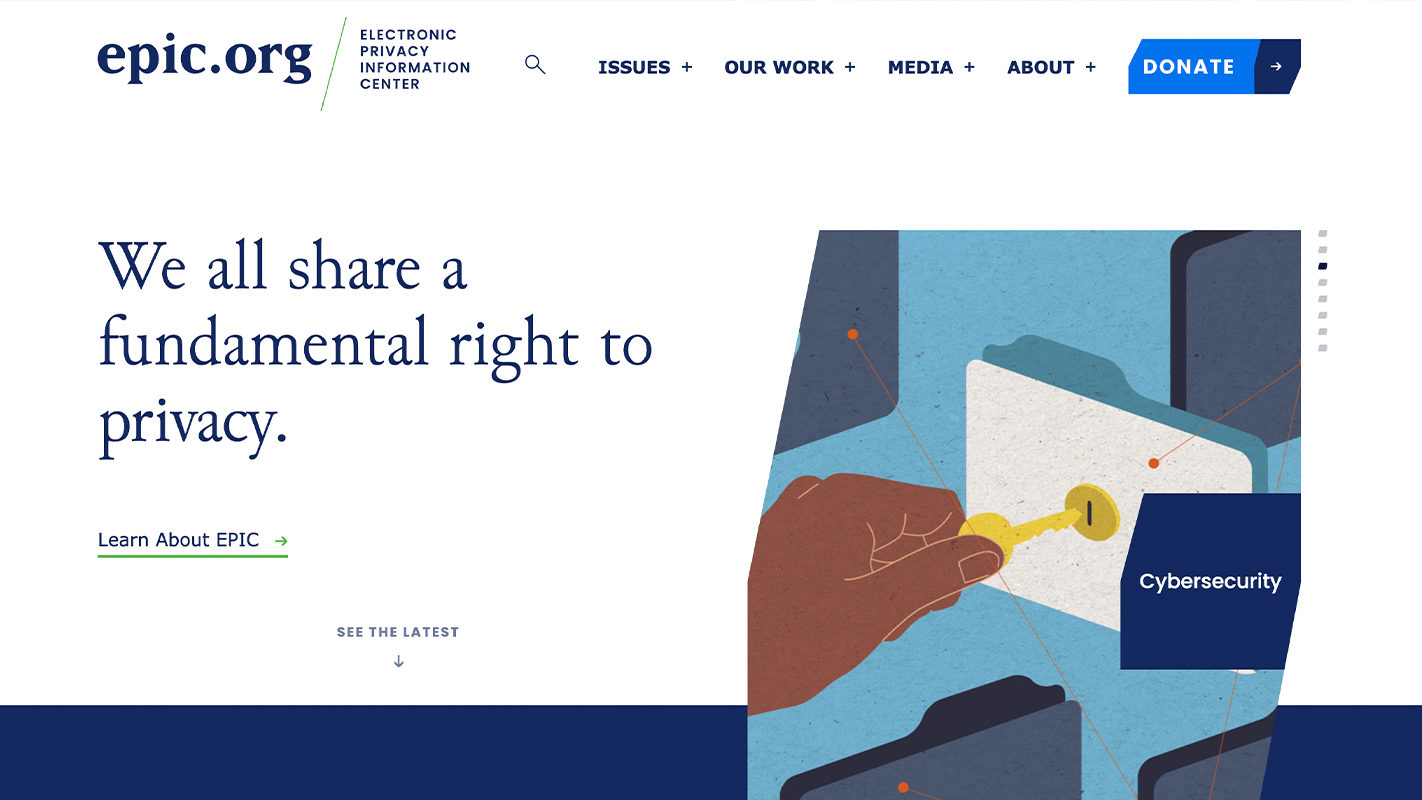 epic.org
ELECTRONIC
PRIVACY
INFORMATION
CENTER
ISSUES +
OUR WORK +
MEDIA +
ABOUT +
DONATE →
We all share a
fundamental right to
privacy.
Learn About EPIC →
SEE THE LATEST
↓
Cybersecurity